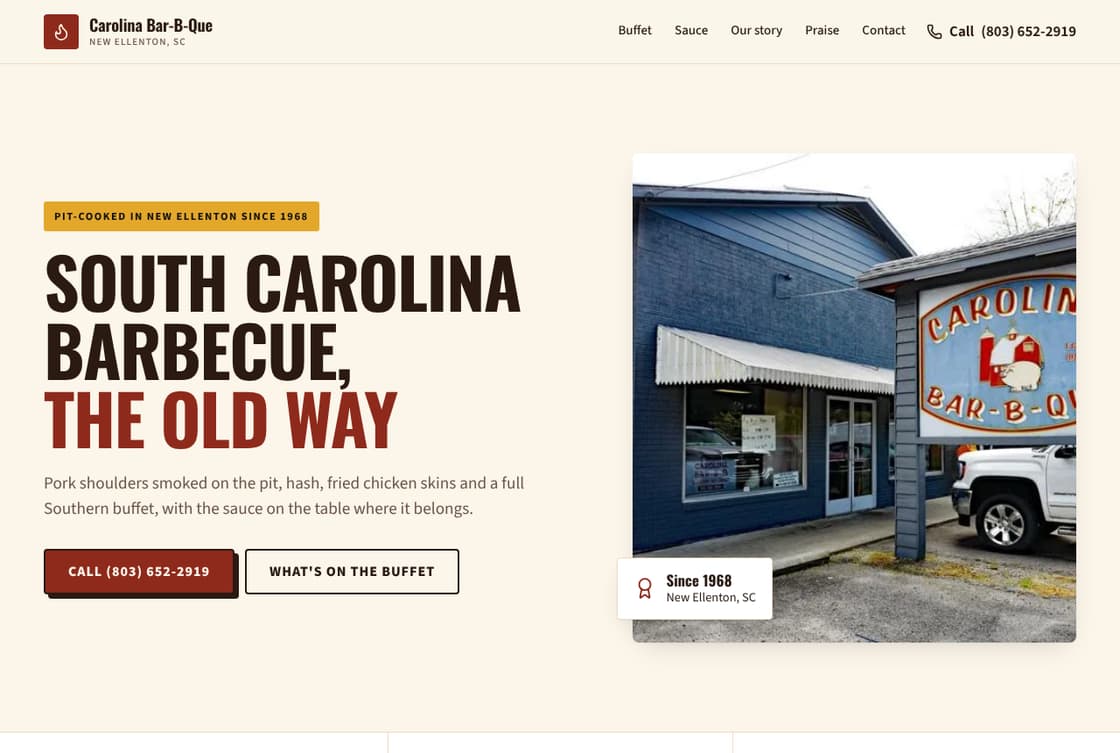 Carolina Bar-B-Que
NEW ELLENTON, SC
Buffet
Sauce
Our story
Praise
Contact
Call (803) 652-2919
PIT-COOKED IN NEW ELLENTON SINCE 1968
SOUTH CAROLINA
BARBECUE,
THE OLD WAY
Pork shoulders smoked on the pit, hash, fried chicken skins and a full
Southern buffet, with the sauce on the table where it belongs.
CALL (803) 652-2919
WHAT'S ON THE BUFFET
CAROLIN
BAR-B-Q
CAROLINA
Since 1968
New Ellenton, SC